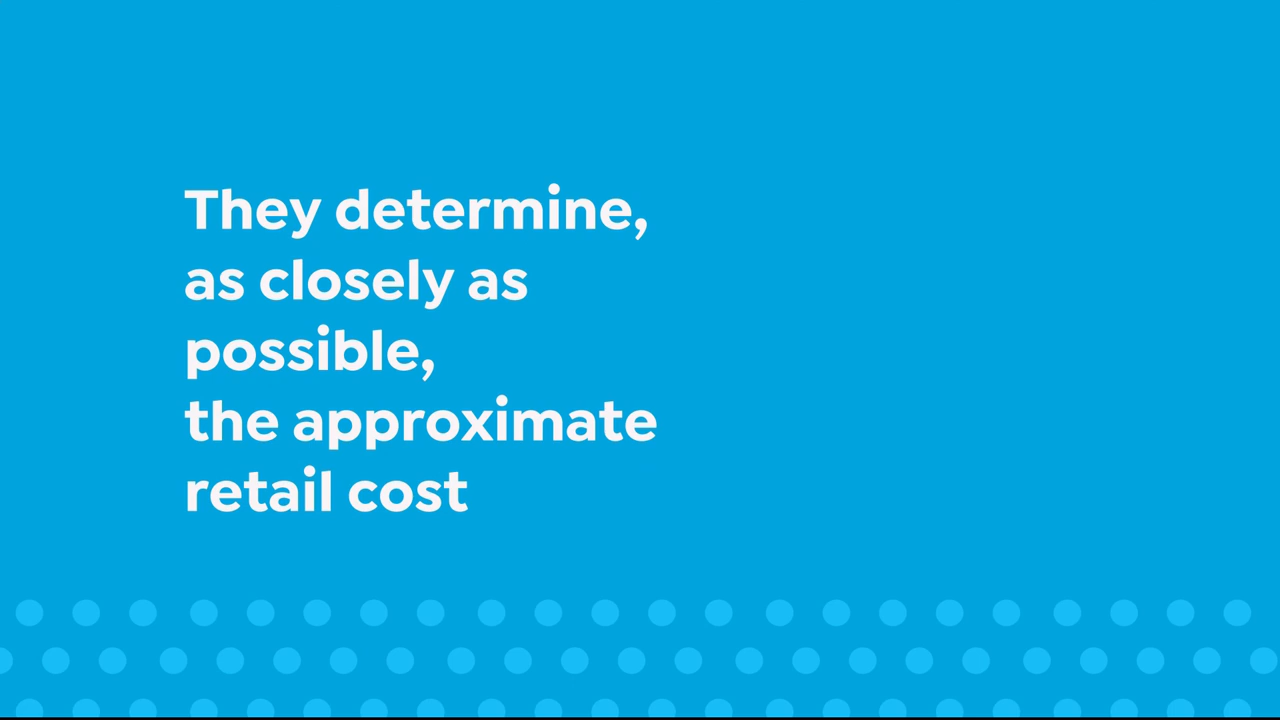 They determine,
as closely as
possible,
the approximate
retail cost